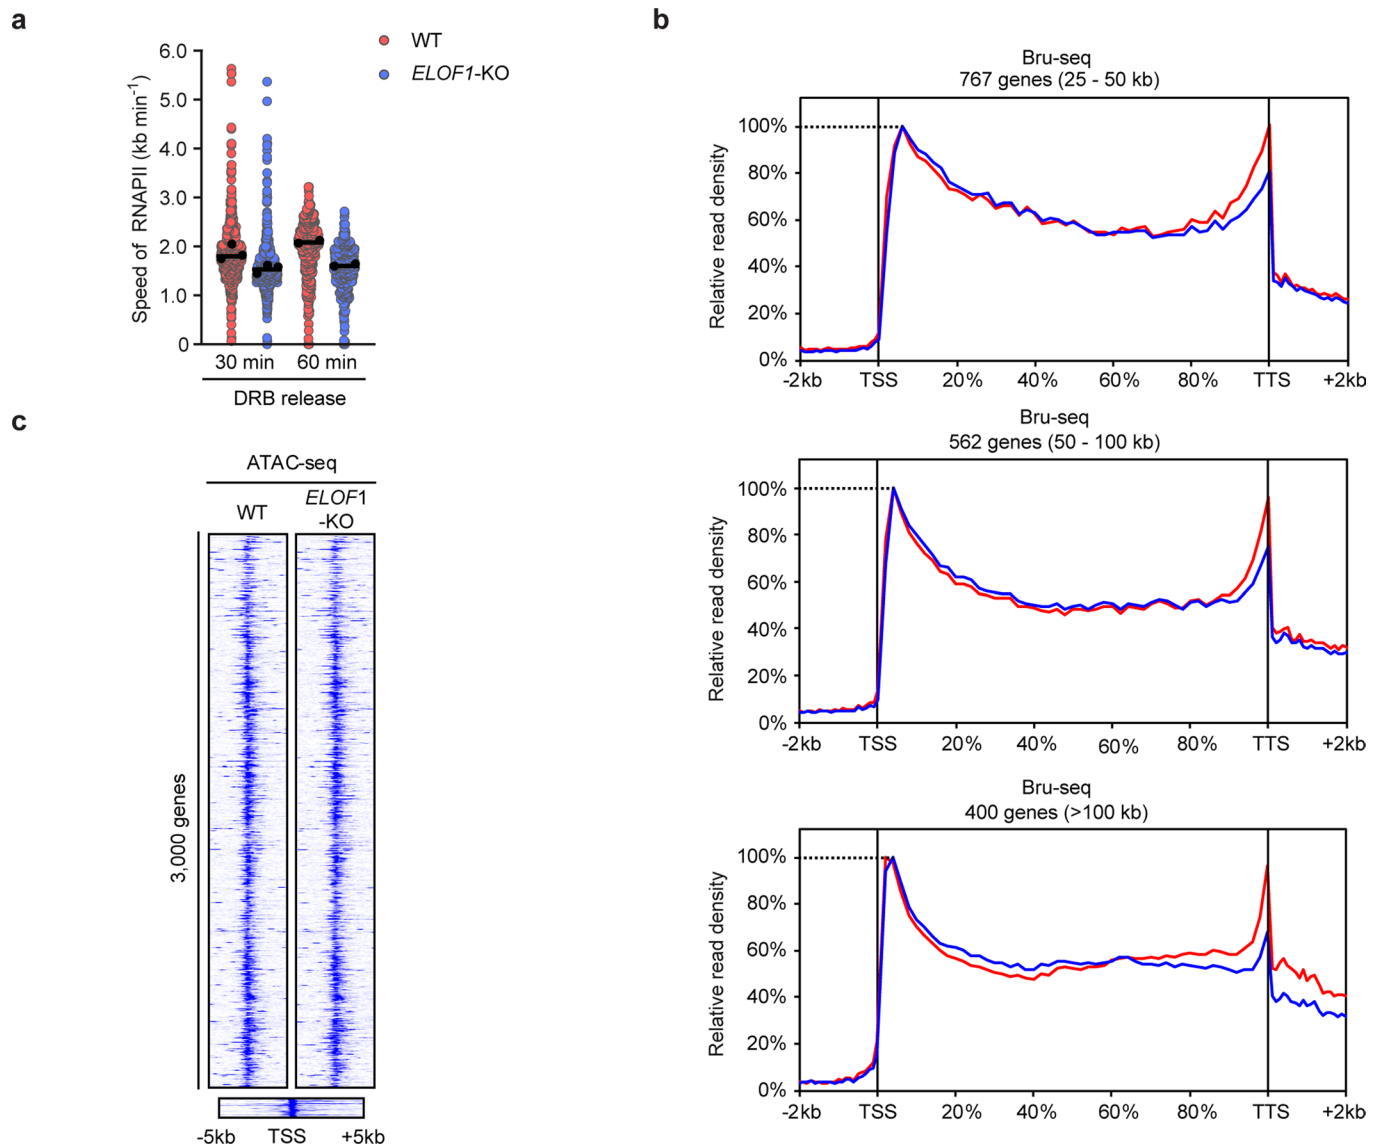 a
WT
ELOF1-KO
Speed of RNAPII (kb min⁻¹)
6.0
5.0
4.0
3.0
2.0
1.0
0
30 min
60 min
DRB release
b
Bru-seq
767 genes (25 - 50 kb)
Relative read density
100%
80%
60%
40%
20%
0%
-2kb
TSS
20%
40%
60%
80%
TTS
+2kb
Bru-seq
562 genes (50 - 100 kb)
Relative read density
100%
80%
60%
40%
20%
0%
-2kb
TSS
20%
40%
60%
80%
TTS
+2kb
Bru-seq
400 genes (>100 kb)
Relative read density
100%
80%
60%
40%
20%
0%
-2kb
TSS
20%
40%
60%
80%
TTS
+2kb
c
ATAC-seq
WT
ELOF1
-KO
3,000 genes
-5kb
TSS
+5kb